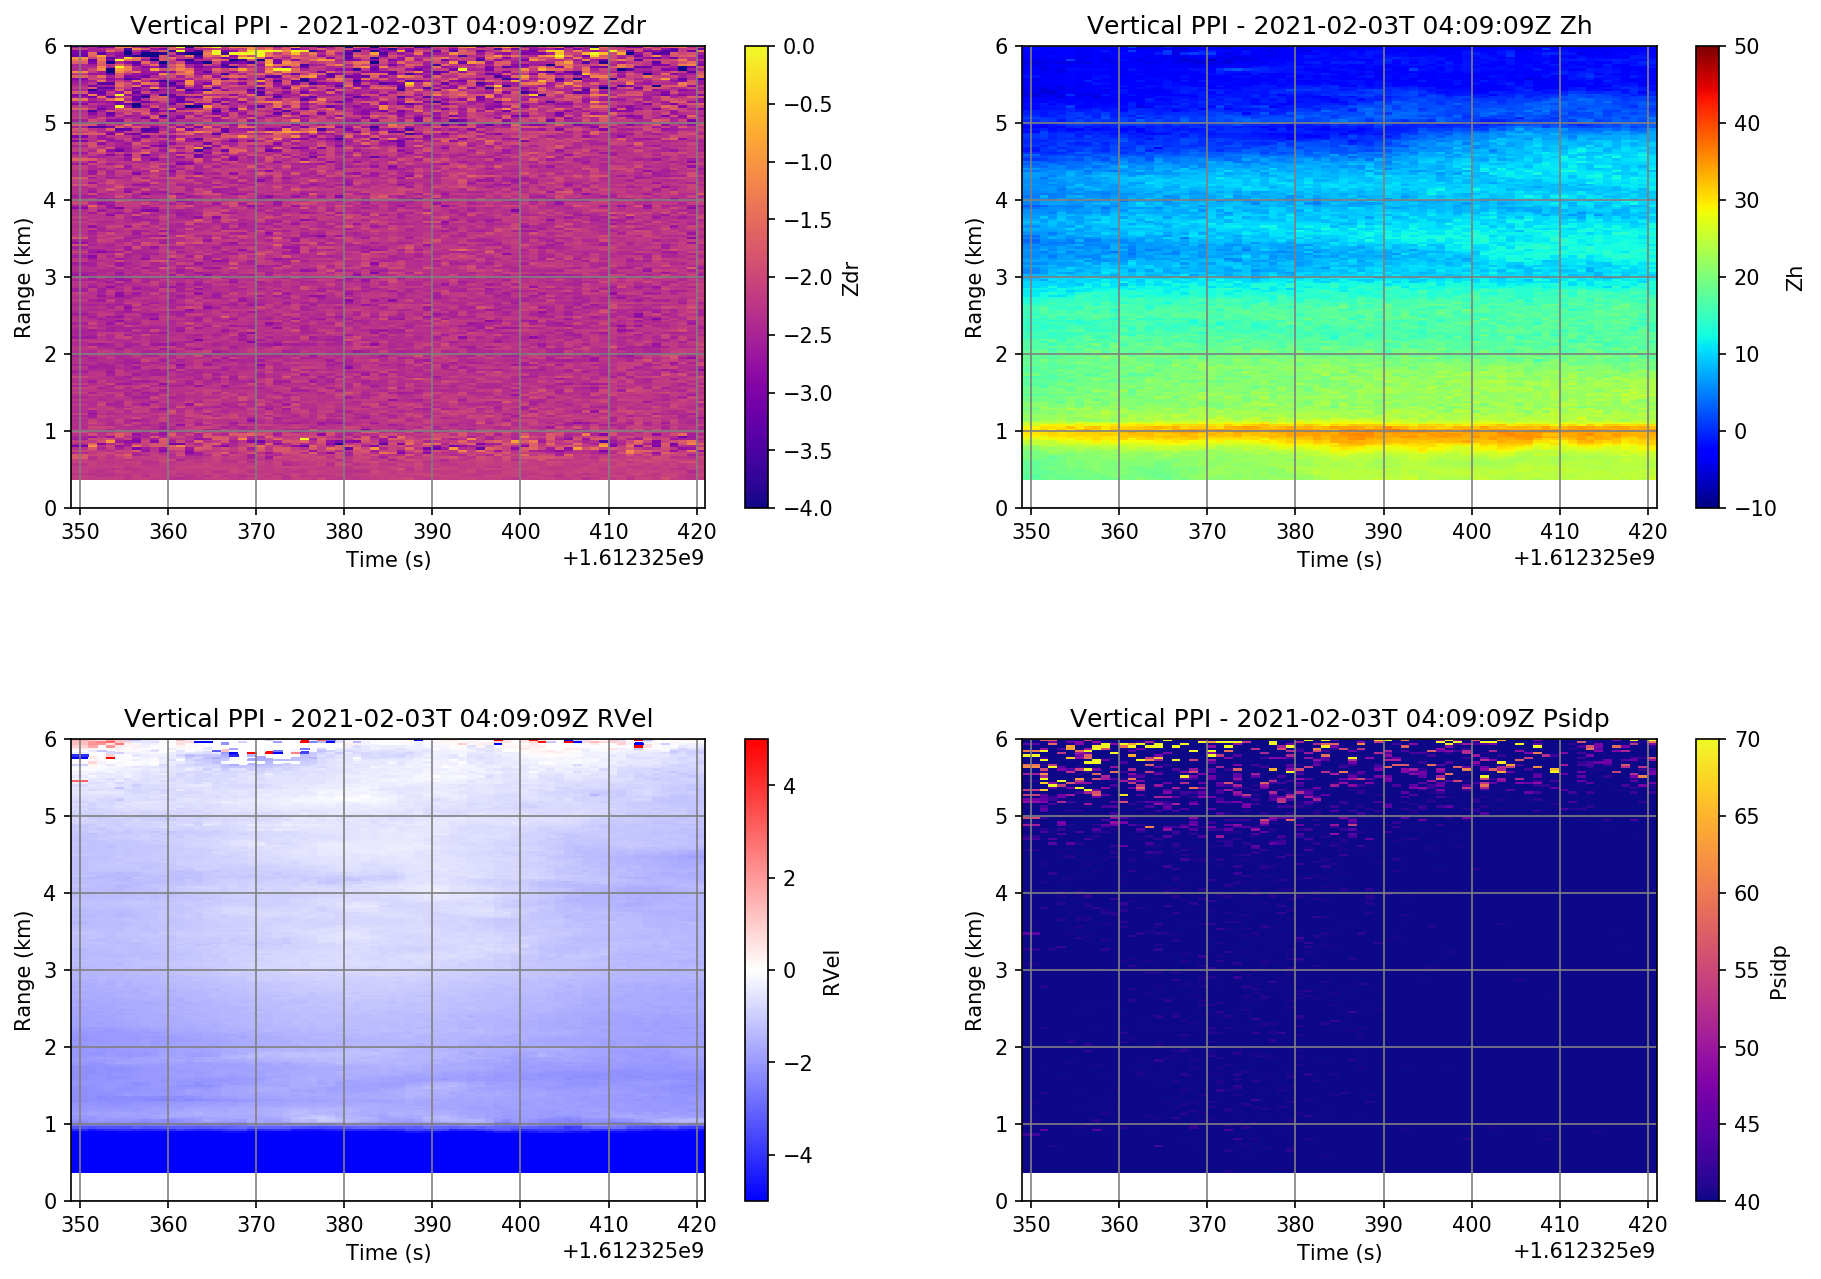 Vertical PPI - 2021-02-03T 04:09:09Z Zdr
6
5
4
3
2
1
0
Range (km)
350 360 370 380 390 400 410 420
Time (s)
+1.612325e9
0.0
−0.5
−1.0
−1.5
−2.0
−2.5
−3.0
−3.5
−4.0
Zdr
Vertical PPI - 2021-02-03T 04:09:09Z Zh
6
5
4
3
2
1
0
Range (km)
350 360 370 380 390 400 410 420
Time (s)
+1.612325e9
50
40
30
20
10
0
−10
Zh
Vertical PPI - 2021-02-03T 04:09:09Z RVel
6
5
4
3
2
1
0
Range (km)
350 360 370 380 390 400 410 420
Time (s)
+1.612325e9
4
2
0
−2
−4
RVel
Vertical PPI - 2021-02-03T 04:09:09Z Psidp
6
5
4
3
2
1
0
Range (km)
350 360 370 380 390 400 410 420
Time (s)
+1.612325e9
70
65
60
55
50
45
40
Psidp